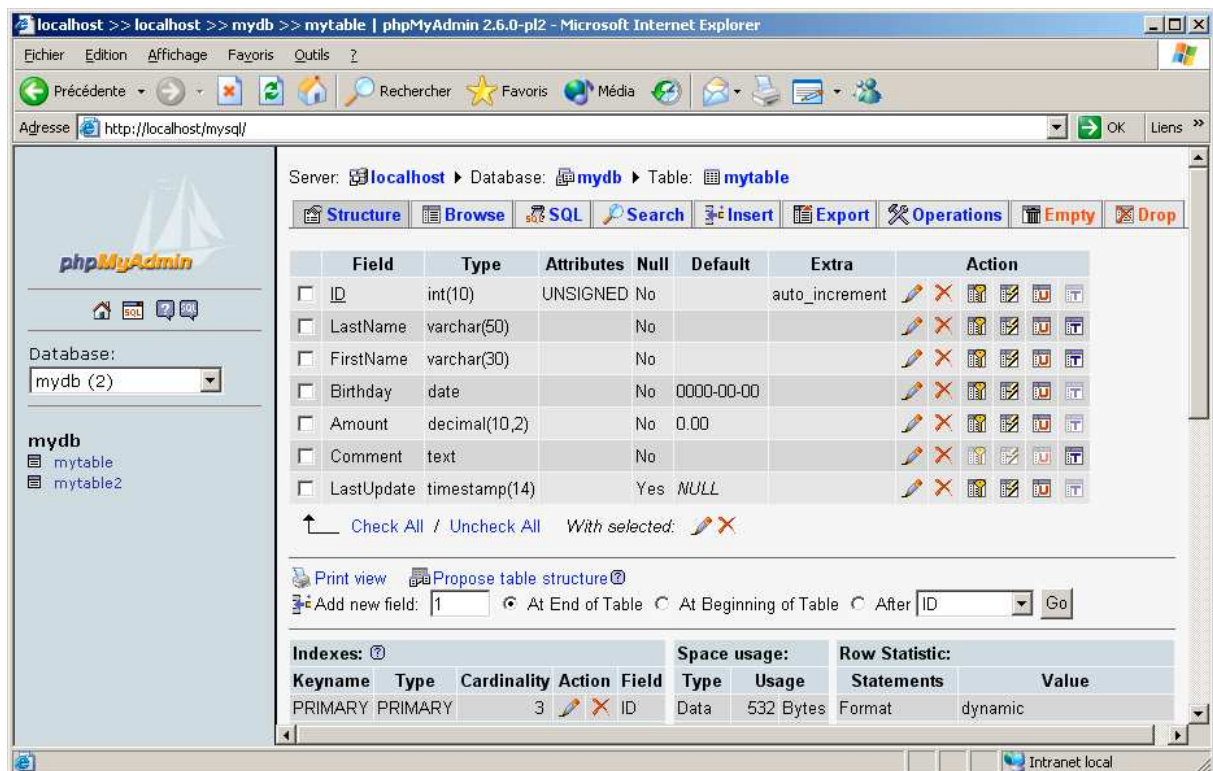 localhost >> localhost >> mydb >> mytable | phpMyAdmin 2.6.0-pl2 - Microsoft Internet Explorer
Fichier Edition Affichage Favoris Outils ?
Précédente Rechercher Favoris Média
Adresse http://localhost/mysql/ OK Liens »
phpMyAdmin
SQL ? SQL
Database:
mydb (2)
mydb
mytable
mytable2
Server: localhost Database: mydb Table: mytable
Structure Browse SQL Search Insert Export Operations Empty Drop
Field Type Attributes Null Default Extra Action
ID int(10) UNSIGNED No auto_increment
LastName varchar(50) No
FirstName varchar(30) No
Birthday date No 0000-00-00
Amount decimal(10,2) No 0.00
Comment text No
LastUpdate timestamp(14) Yes NULL
Check All / Uncheck All With selected:
Print view Propose table structure ?
Add new field: 1 At End of Table At Beginning of Table After ID Go
Indexes: ? Space usage: Row Statistic:
Keyname Type Cardinality Action Field Type Usage Statements Value
PRIMARY PRIMARY 3 ID Data 532 Bytes Format dynamic
Intranet local